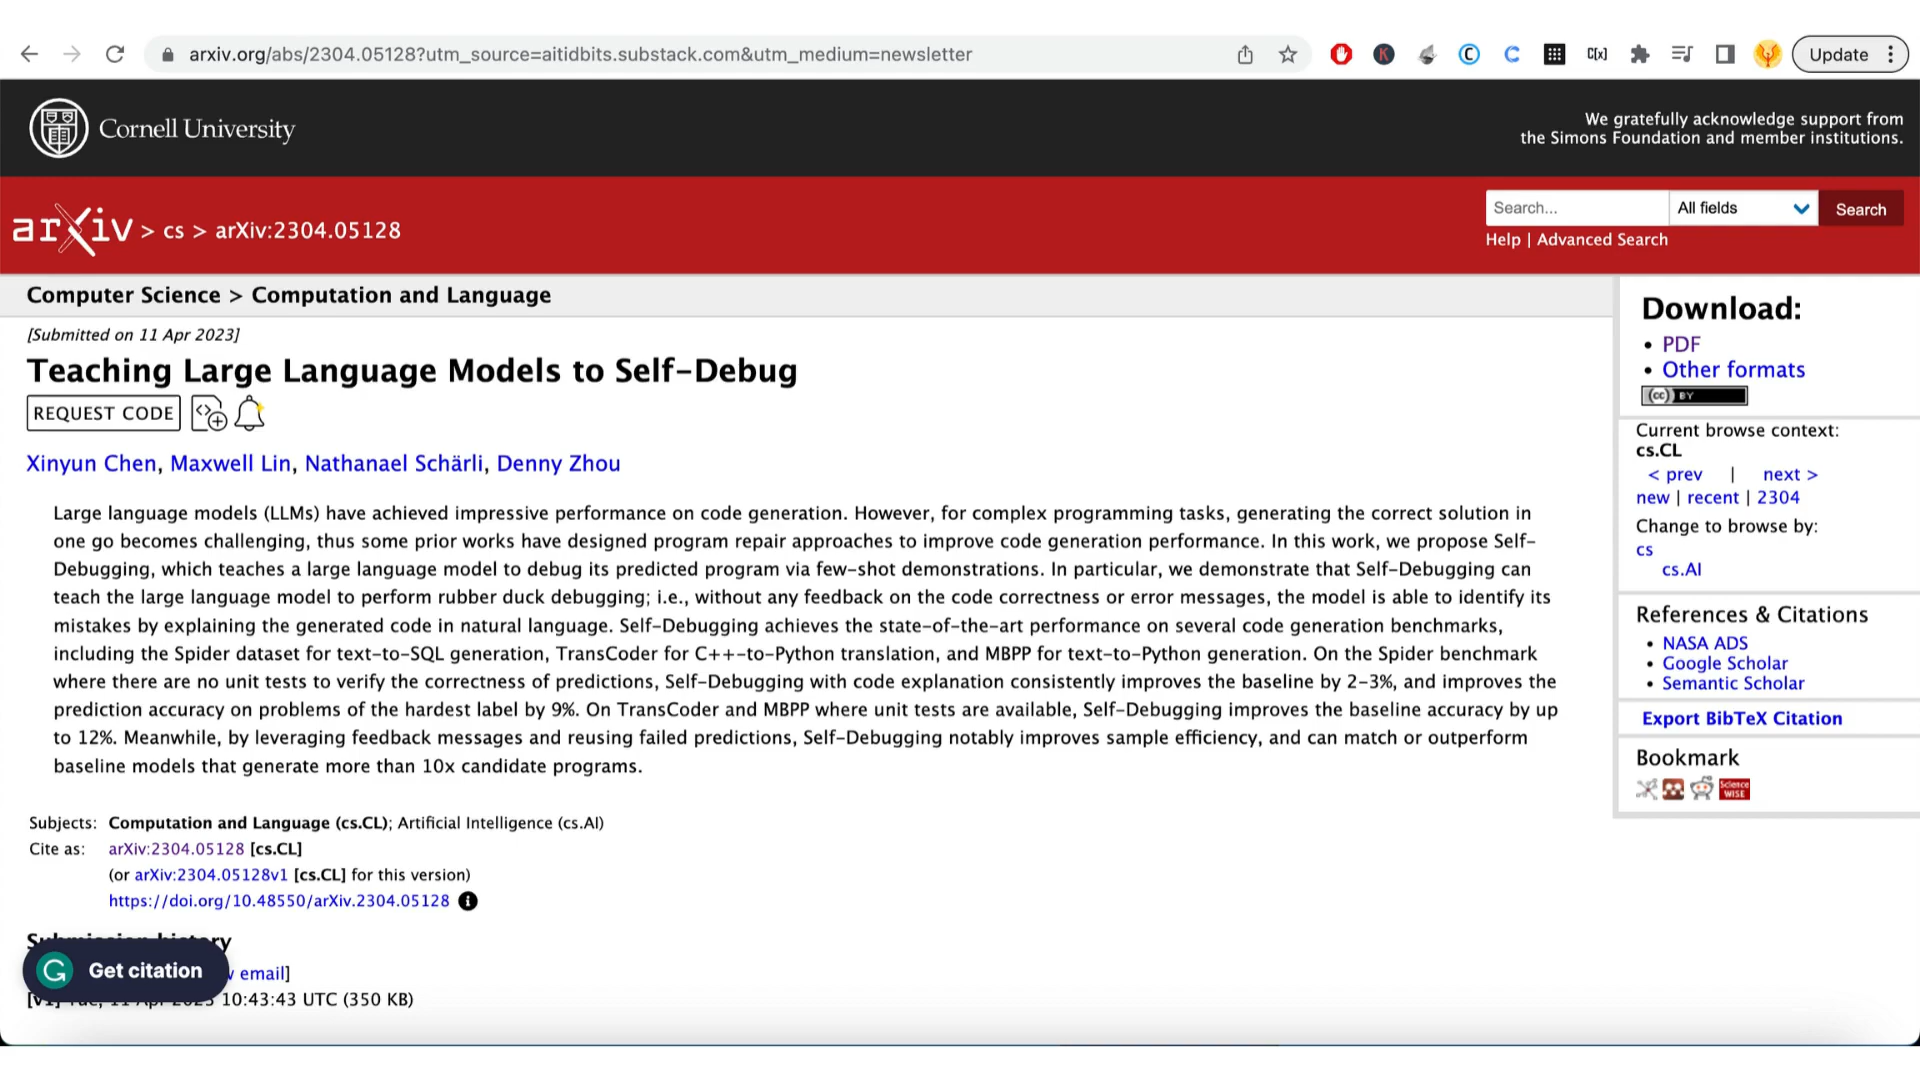 arxiv.org/abs/2304.05128?utm_source=aitidbits.substack.com&utm_medium=newsletter
K
C
C
C[x]
Update
Cornell University
We gratefully acknowledge support from
the Simons Foundation and member institutions.
arXiv > cs > arXiv:2304.05128
Search...
All fields
Search
Help | Advanced Search
Computer Science > Computation and Language
[Submitted on 11 Apr 2023]
Teaching Large Language Models to Self-Debug
REQUEST CODE
Xinyun Chen, Maxwell Lin, Nathanael Schärli, Denny Zhou
Large language models (LLMs) have achieved impressive performance on code generation. However, for complex programming tasks, generating the correct solution in
one go becomes challenging, thus some prior works have designed program repair approaches to improve code generation performance. In this work, we propose Self-
Debugging, which teaches a large language model to debug its predicted program via few-shot demonstrations. In particular, we demonstrate that Self-Debugging can
teach the large language model to perform rubber duck debugging; i.e., without any feedback on the code correctness or error messages, the model is able to identify its
mistakes by explaining the generated code in natural language. Self-Debugging achieves the state-of-the-art performance on several code generation benchmarks,
including the Spider dataset for text-to-SQL generation, TransCoder for C++-to-Python translation, and MBPP for text-to-Python generation. On the Spider benchmark
where there are no unit tests to verify the correctness of predictions, Self-Debugging with code explanation consistently improves the baseline by 2-3%, and improves the
prediction accuracy on problems of the hardest label by 9%. On TransCoder and MBPP where unit tests are available, Self-Debugging improves the baseline accuracy by up
to 12%. Meanwhile, by leveraging feedback messages and reusing failed predictions, Self-Debugging notably improves sample efficiency, and can match or outperform
baseline models that generate more than 10x candidate programs.
Subjects: Computation and Language (cs.CL); Artificial Intelligence (cs.AI)
Cite as: arXiv:2304.05128 [cs.CL]
(or arXiv:2304.05128v1 [cs.CL] for this version)
https://doi.org/10.48550/arXiv.2304.05128
Submission history
Get citation
email]
[v1] Tue, 11 Apr 2023 10:43:43 UTC (350 KB)
Download:
PDF
Other formats
(cc) BY
Current browse context:
cs.CL
< prev | next >
new | recent | 2304
Change to browse by:
cs
cs.AI
References & Citations
NASA ADS
Google Scholar
Semantic Scholar
Export BibTeX Citation
Bookmark
Science
WISE